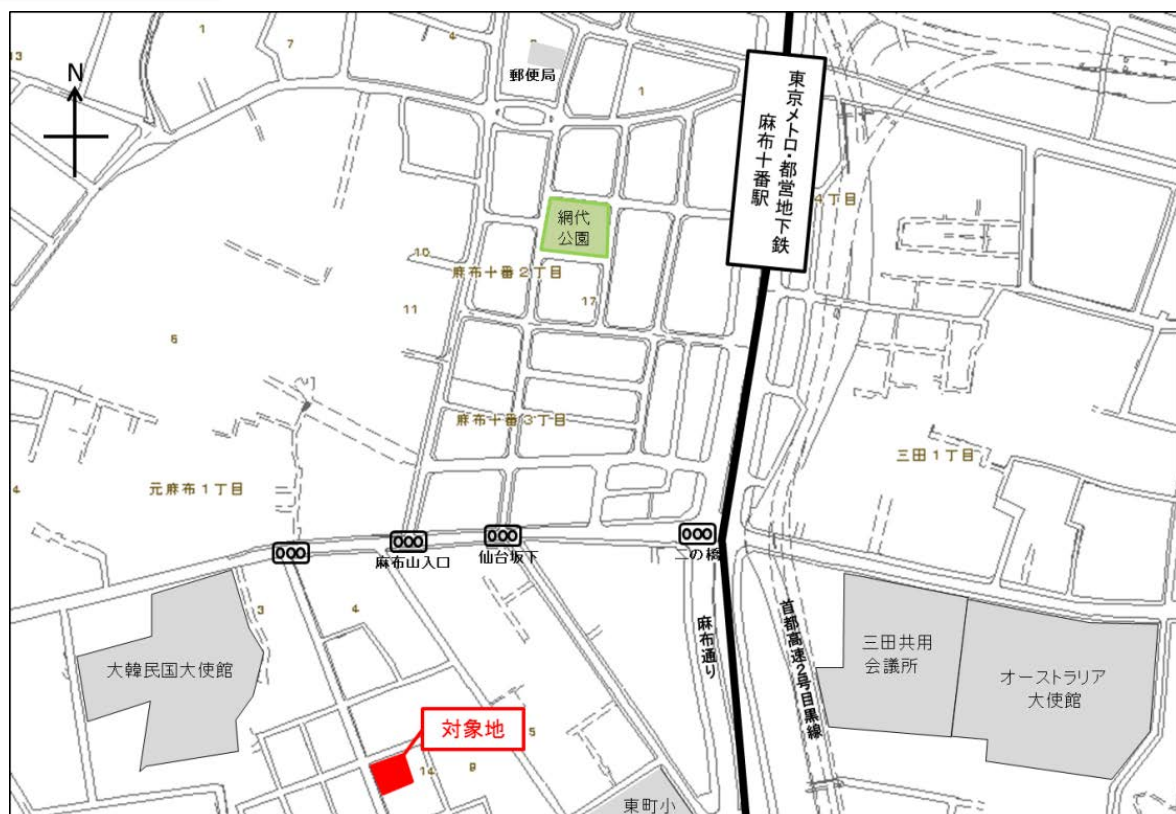 13
1
7
4
郵便局
1
N
東京メトロ・都営地下鉄
麻布十番駅
4丁目
網代
公園
10
麻布十番2丁目
17
11
6
麻布十番3丁目
三田1丁目
4
元麻布1丁目
麻布山入口
仙台坂下
二の橋
3
4
大韓民国大使館
麻布通り
首都高速2号目黒線
三田共用
会議所
オーストラリア
大使館
対象地
5
14
9
東町小